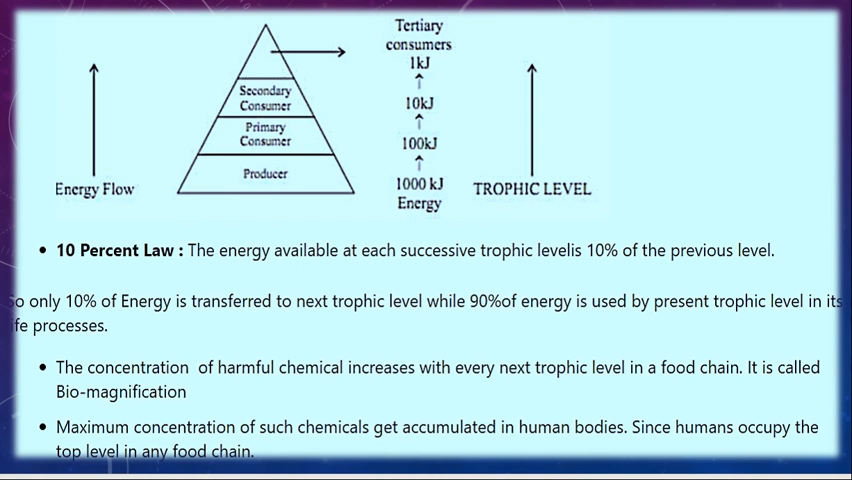 Tertiary
consumers
1kJ
Secondary
Consumer
10kJ
Primary
Consumer
100kJ
Producer
1000 kJ
Energy
Energy Flow
TROPHIC LEVEL
• 10 Percent Law : The energy available at each successive trophic levelis 10% of the previous level.
So only 10% of Energy is transferred to next trophic level while 90%of energy is used by present trophic level in its
life processes.
• The concentration of harmful chemical increases with every next trophic level in a food chain. It is called
Bio-magnification
• Maximum concentration of such chemicals get accumulated in human bodies. Since humans occupy the
top level in any food chain.